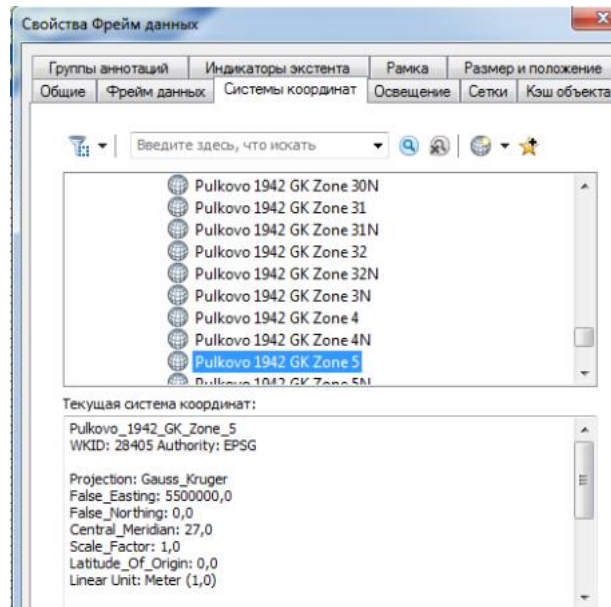 Свойства Фрейм данных
Группы аннотаций Индикаторы экстента Рамка Размер и положение
Общие Фрейм данных Системы координат Освещение Сетки Кэш объекта
Введите здесь, что искать
Pulkovo 1942 GK Zone 30N
Pulkovo 1942 GK Zone 31
Pulkovo 1942 GK Zone 31N
Pulkovo 1942 GK Zone 32
Pulkovo 1942 GK Zone 32N
Pulkovo 1942 GK Zone 3N
Pulkovo 1942 GK Zone 4
Pulkovo 1942 GK Zone 4N
Pulkovo 1942 GK Zone 5
Pulkovo 1942 GK Zone 5N
Текущая система координат:
Pulkovo_1942_GK_Zone_5
WKID: 28405 Authority: EPSG
Projection: Gauss_Kruger
False_Easting: 5500000,0
False_Northing: 0,0
Central_Meridian: 27,0
Scale_Factor: 1,0
Latitude_Of_Origin: 0,0
Linear Unit: Meter (1,0)